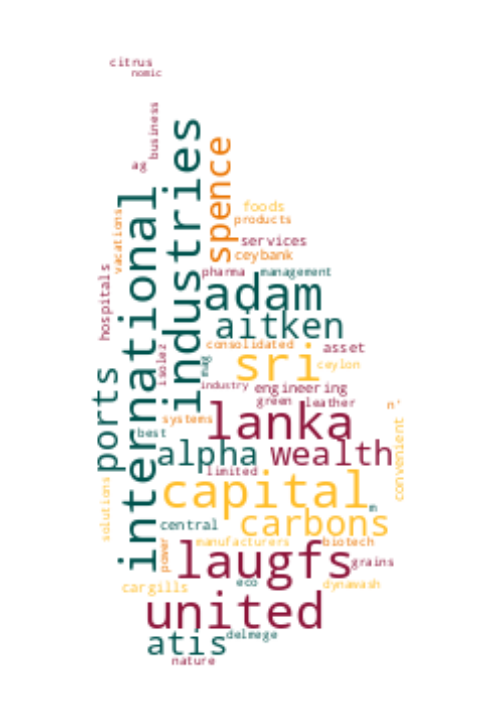 citrus
nomic
business
ag
industries
spence
international
vacations
foods
products
services
ceybank
hospitals
pharma
management
adam
aitken
consolidated
asset
sri
ceylon
isolez
mag
industry
engineering
green
leather
n'
ports
systems
lanka
best
alpha
wealth
convenient
limited
solutions
capital
m
central
carbons
power
manufacturers
biotech
laugfs
grains
eco
cargills
dynawash
united
atis
delmege
nature